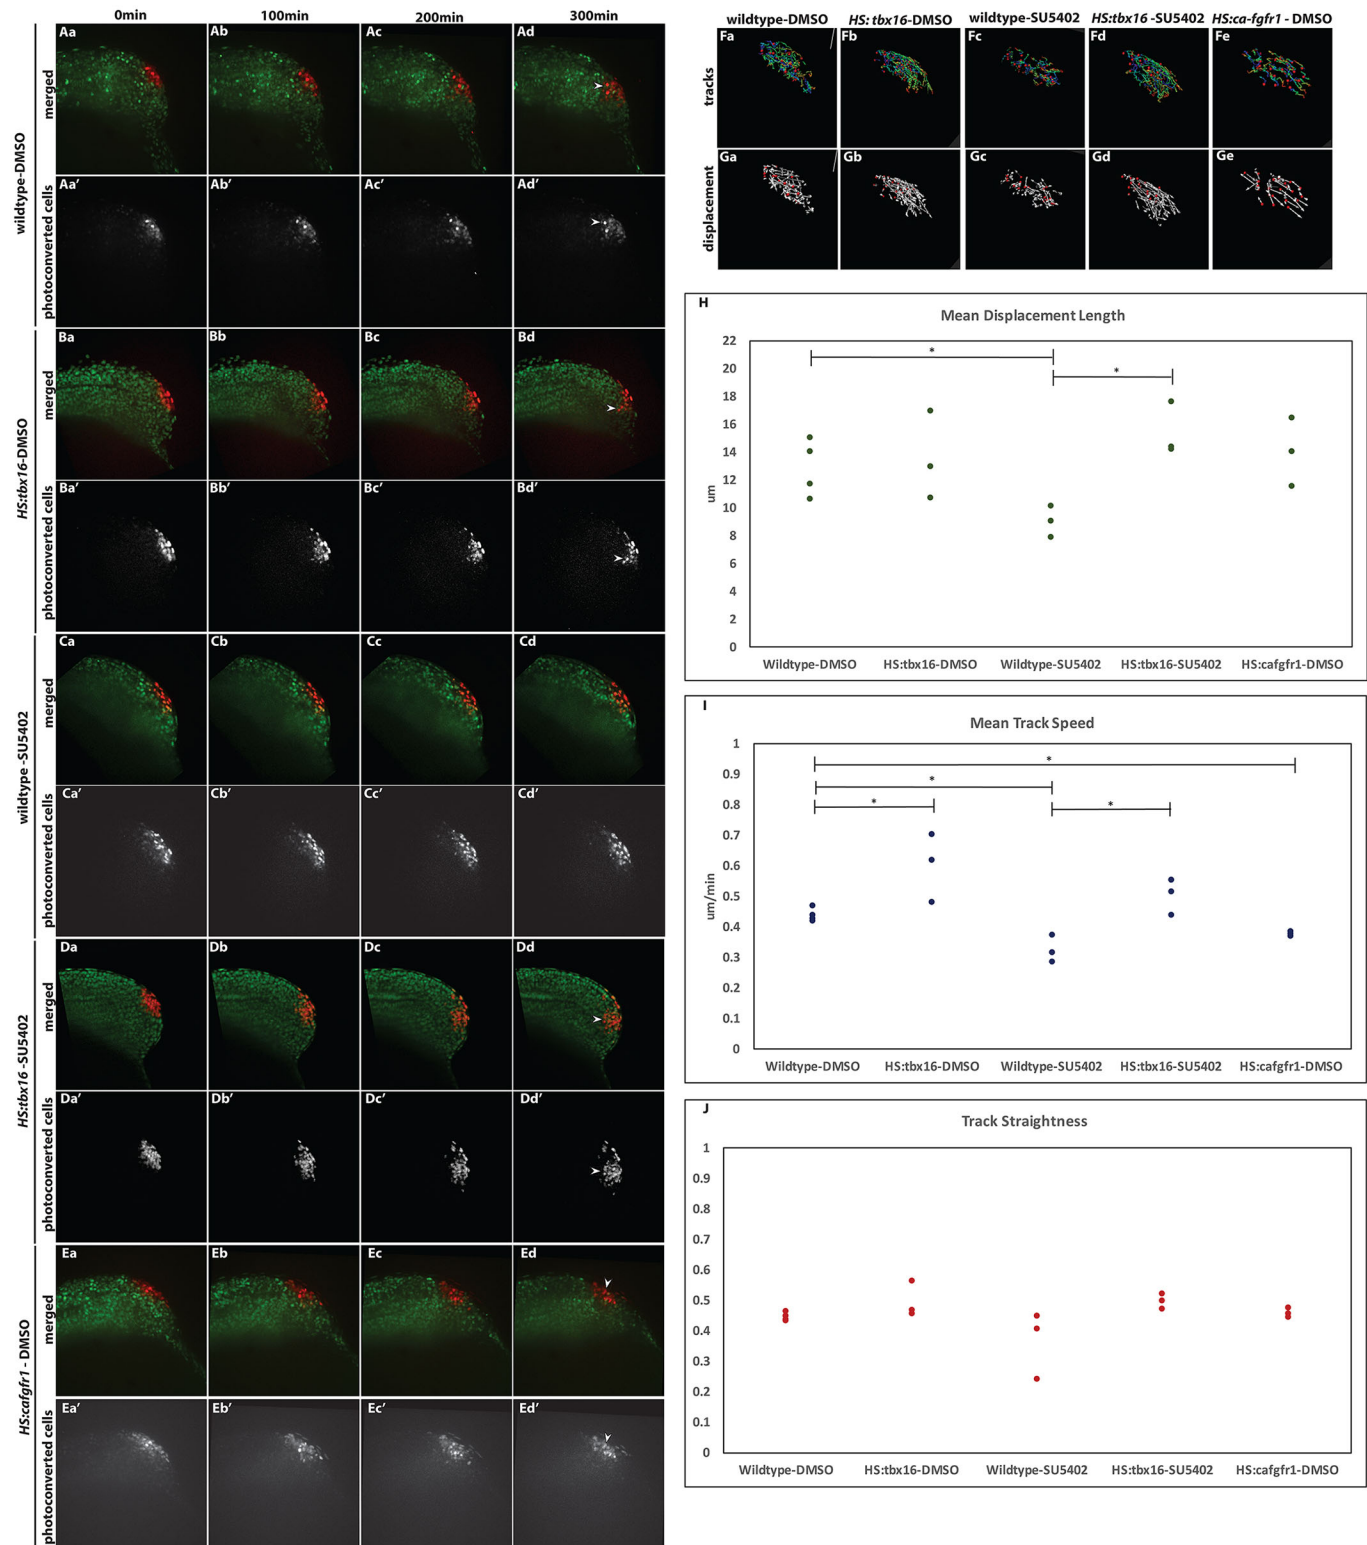 0min 100min 200min 300min
wildtype-DMSO
merged
Aa Ab Ac Ad
photoconverted cells
Aa’ Ab’ Ac’ Ad’
HS:tbx16-DMSO
merged
Ba Bb Bc Bd
photoconverted cells
Ba’ Bb’ Bc’ Bd’
wildtype -SU5402
merged
Ca Cb Cc Cd
photoconverted cells
Ca’ Cb’ Cc’ Cd’
HS:tbx16 -SU5402
merged
Da Db Dc Dd
photoconverted cells
Da’ Db’ Dc’ Dd’
HS:cafgfr1 - DMSO
merged
Ea Eb Ec Ed
photoconverted cells
Ea’ Eb’ Ec’ Ed’
wildtype-DMSO HS: tbx16-DMSO wildtype-SU5402 HS:tbx16 -SU5402 HS:ca-fgfr1 - DMSO
tracks
Fa Fb Fc Fd Fe
displacement
Ga Gb Gc Gd Ge
H
Mean Displacement Length
um
22
20
18
16
14
12
10
8
6
4
2
0
* *
Wildtype-DMSO HS:tbx16-DMSO Wildtype-SU5402 HS:tbx16-SU5402 HS:cafgfr1-DMSO
I
Mean Track Speed
um/min
1
0.9
0.8
0.7
0.6
0.5
0.4
0.3
0.2
0.1
0
*
*
* *
Wildtype-DMSO HS:tbx16-DMSO Wildtype-SU5402 HS:tbx16-SU5402 HS:cafgfr1-DMSO
J
Track Straightness
1
0.9
0.8
0.7
0.6
0.5
0.4
0.3
0.2
0.1
0
Wildtype-DMSO HS:tbx16-DMSO Wildtype-SU5402 HS:tbx16-SU5402 HS:cafgfr1-DMSO